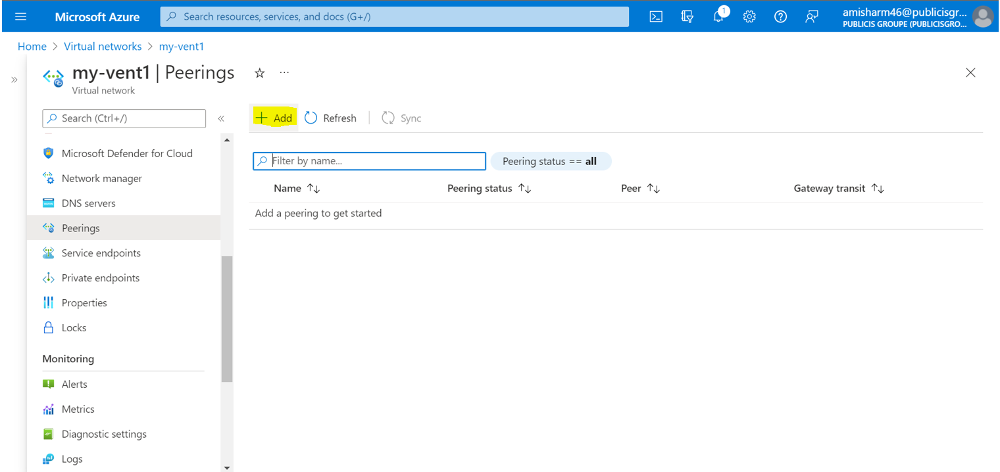 Microsoft Azure
Search resources, services, and docs (G+/)
1
amisharm46@publicisgr...
PUBLICIS GROUPE (PUBLICISGRO...
Home > Virtual networks > my-vent1
my-vent1 | Peerings
Virtual network
Search (Ctrl+/)
Add
Refresh
Sync
Microsoft Defender for Cloud
Network manager
DNS servers
Peerings
Service endpoints
Private endpoints
Properties
Locks
Monitoring
Alerts
Metrics
Diagnostic settings
Logs
Filter by name...
Peering status == all
Name Peering status Peer Gateway transit
Add a peering to get started